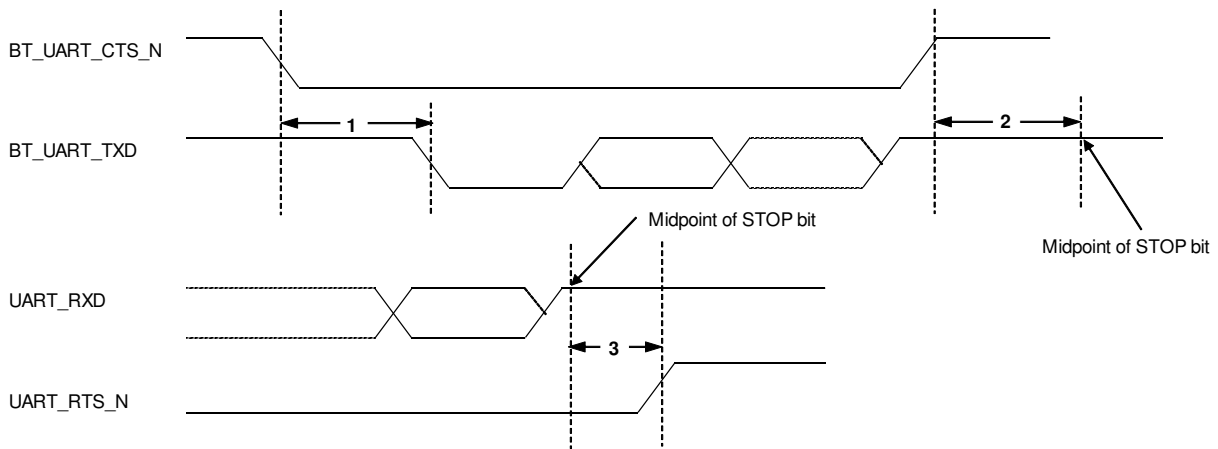 BT_UART_CTS_N
1
2
BT_UART_TXD
Midpoint of STOP bit
Midpoint of STOP bit
UART_RXD
3
UART_RTS_N